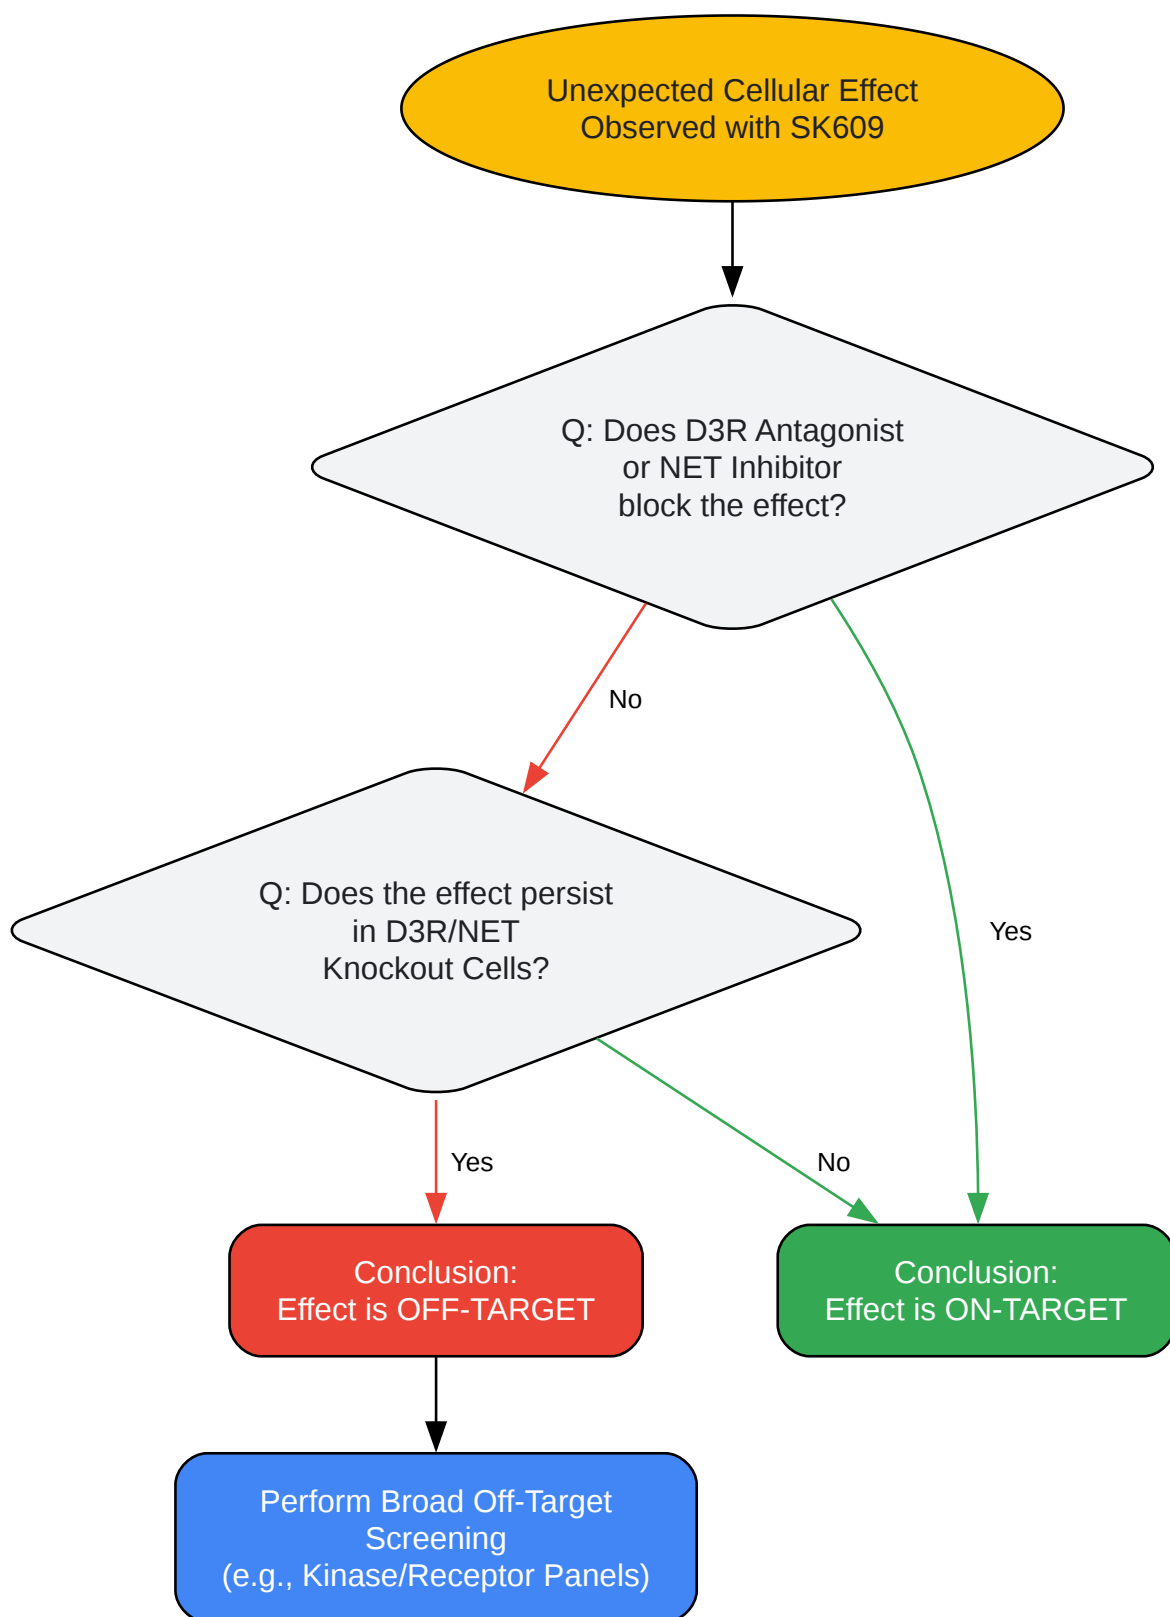 Unexpected Cellular Effect
Observed with SK609
Q: Does D3R Antagonist
or NET Inhibitor
block the effect?
No
Q: Does the effect persist
in D3R/NET
Knockout Cells?
Yes
Yes
No
Conclusion:
Effect is OFF-TARGET
Conclusion:
Effect is ON-TARGET
Perform Broad Off-Target
Screening
(e.g., Kinase/Receptor Panels)